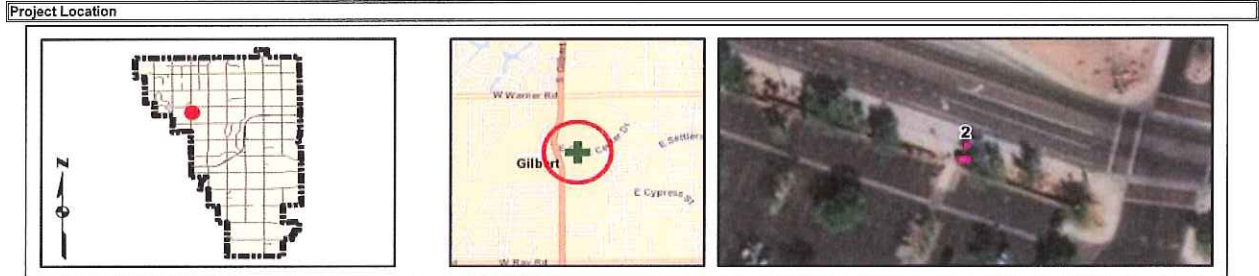 Project Location
N
W Warner Rd
Gilbert
E Settlers
E Cypress St
W Ray Rd
2